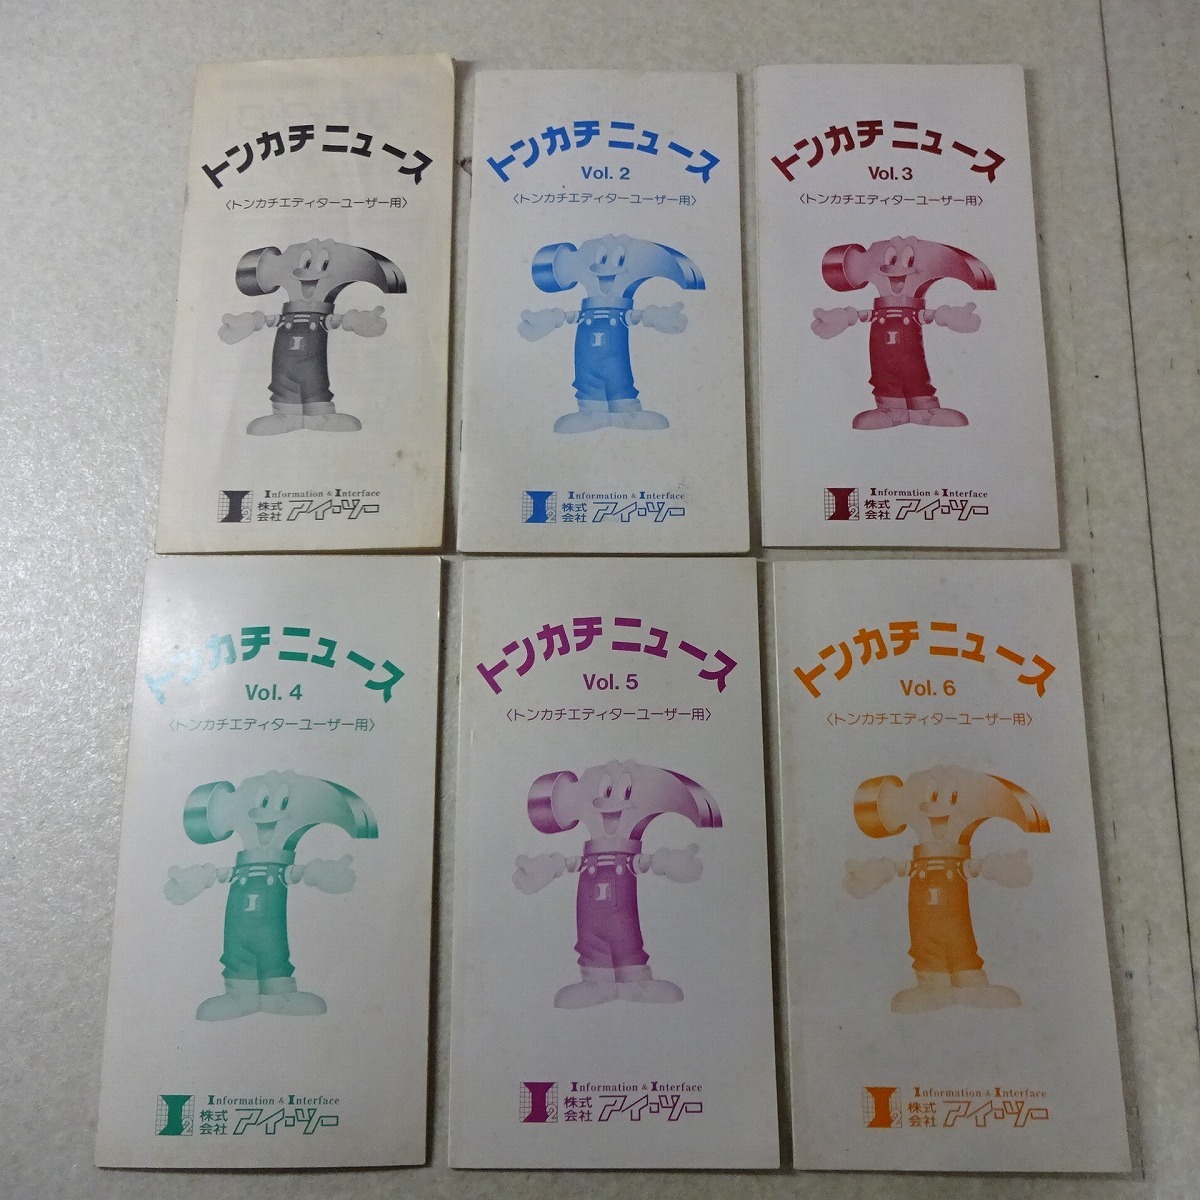 トンカチニュース
〈トンカチエディターユーザー用〉
I
I2
Information & Interface
株式会社 アイ・ツー
トンカチニュース
Vol. 2
〈トンカチエディターユーザー用〉
I
I2
Information & Interface
株式会社 アイ・ツー
トンカチニュース
Vol. 3
〈トンカチエディターユーザー用〉
I
I2
Information & Interface
株式会社 アイ・ツー
トンカチニュース
Vol. 4
〈トンカチエディターユーザー用〉
I
I2
Information & Interface
株式会社 アイ・ツー
トンカチニュース
Vol. 5
〈トンカチエディターユーザー用〉
I
I2
Information & Interface
株式会社 アイ・ツー
トンカチニュース
Vol. 6
〈トンカチエディターユーザー用〉
I
I2
Information & Interface
株式会社 アイ・ツー